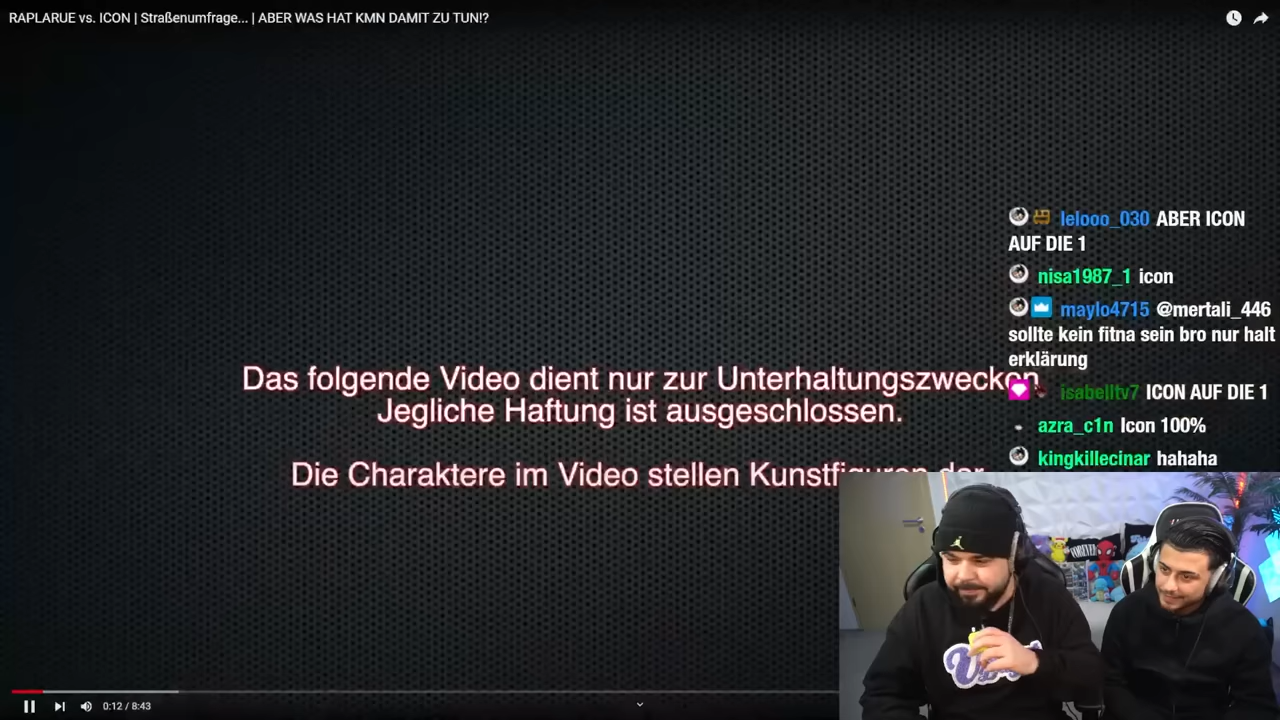 RAPLARUE vs. ICON | Straßenumfrage... | ABER WAS HAT KMN DAMIT ZU TUN!?
lelooo_030 ABER ICON
AUF DIE 1
nisa1987_1 icon
maylo4715 @mertali_446
sollte kein fitna sein bro nur halt
erklärung
Das folgende Video dient nur zur Unterhaltungszwecken
isabelltv7 ICON AUF DIE 1
Jegliche Haftung ist ausgeschlossen.
azra_c1n Icon 100%
kingkillecinar hahaha
Die Charaktere im Video stellen Kunstfiguren dar
FOREVER
0:12 / 8:43